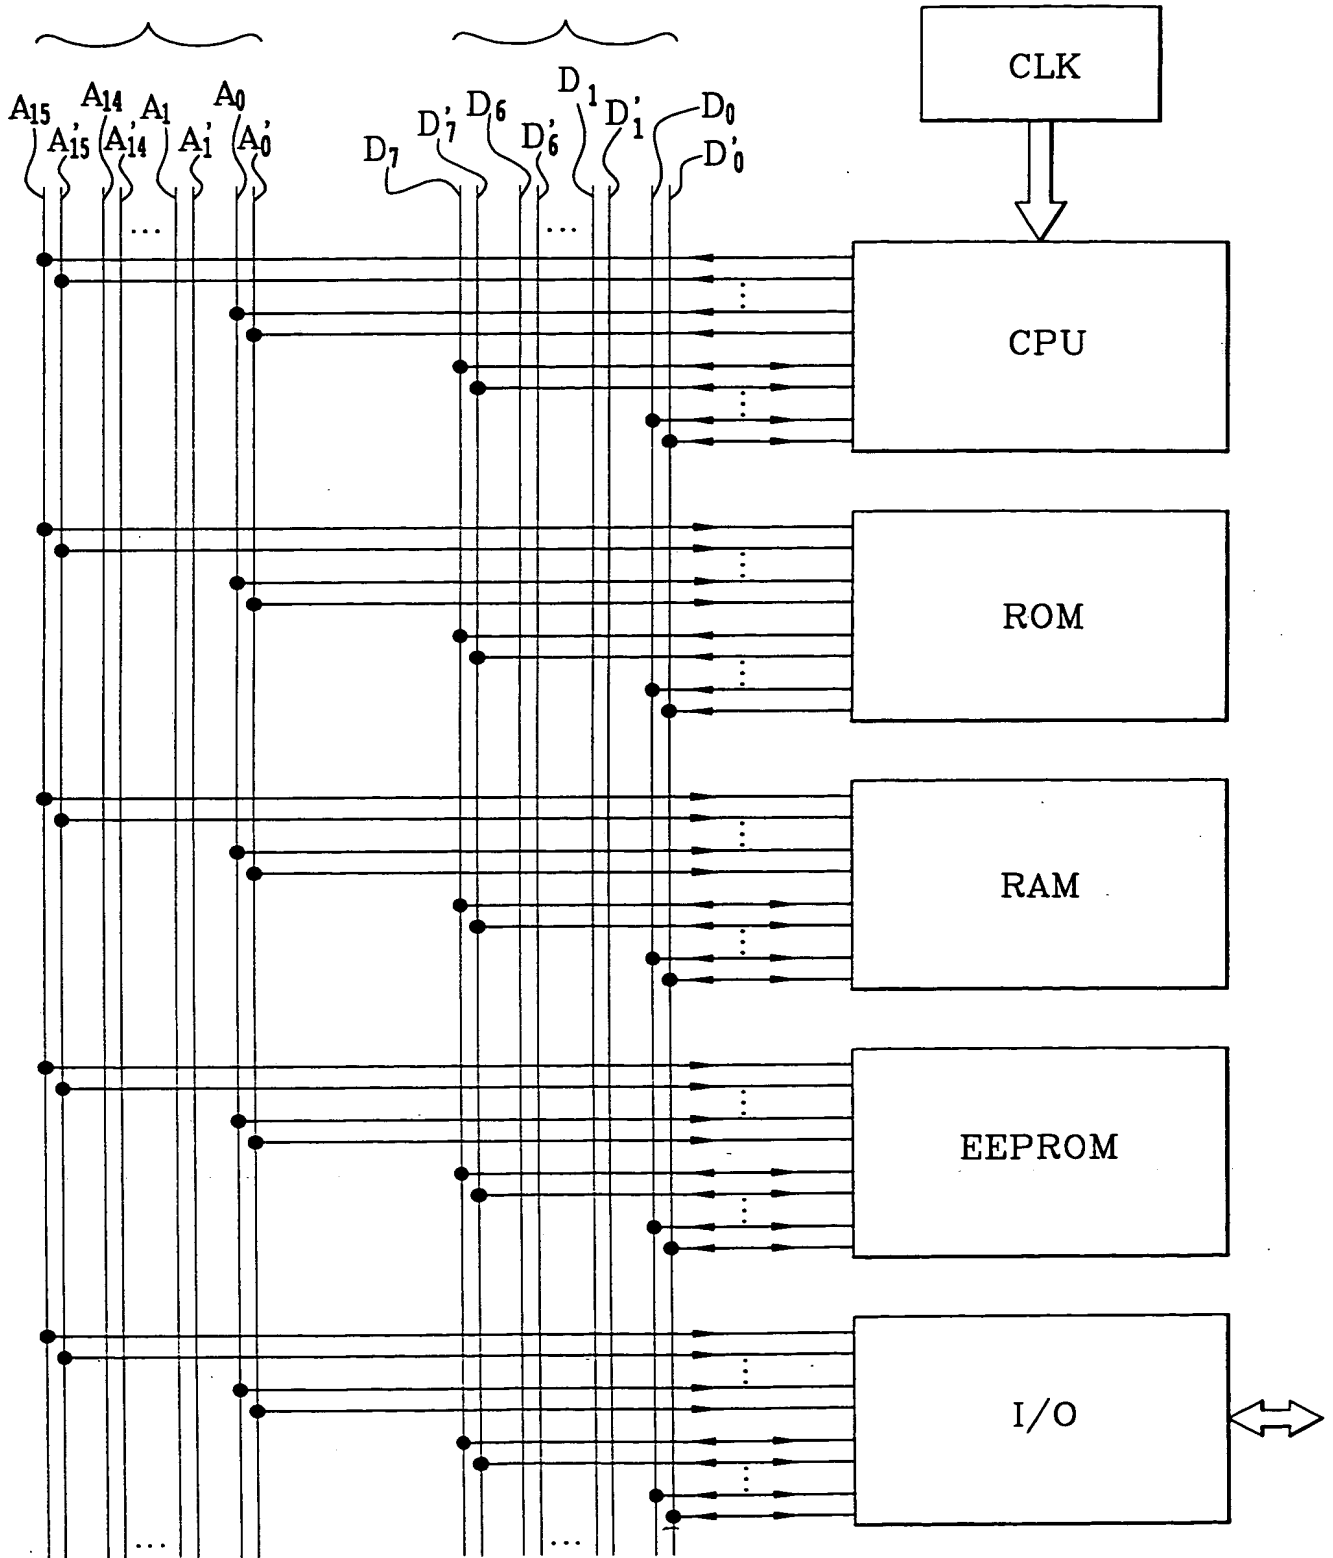 A15 A'15 A14 A'14 A1 A'1 A0 A'0
D7 D'7 D6 D'6 D1 D'1 D0 D'0
CLK
...
...
CPU
ROM
RAM
EEPROM
I/O
...
...